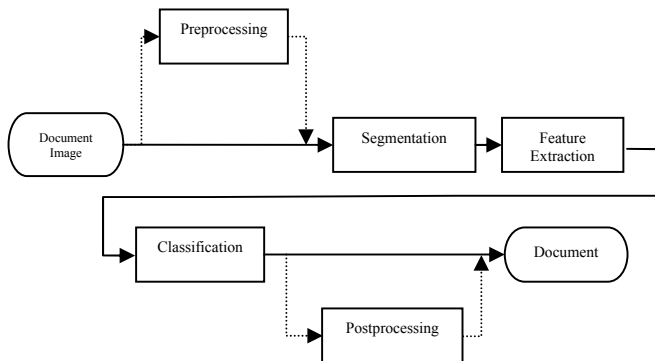 Preprocessing
Document
Image
Segmentation
Feature
Extraction
Classification
Document
Postprocessing